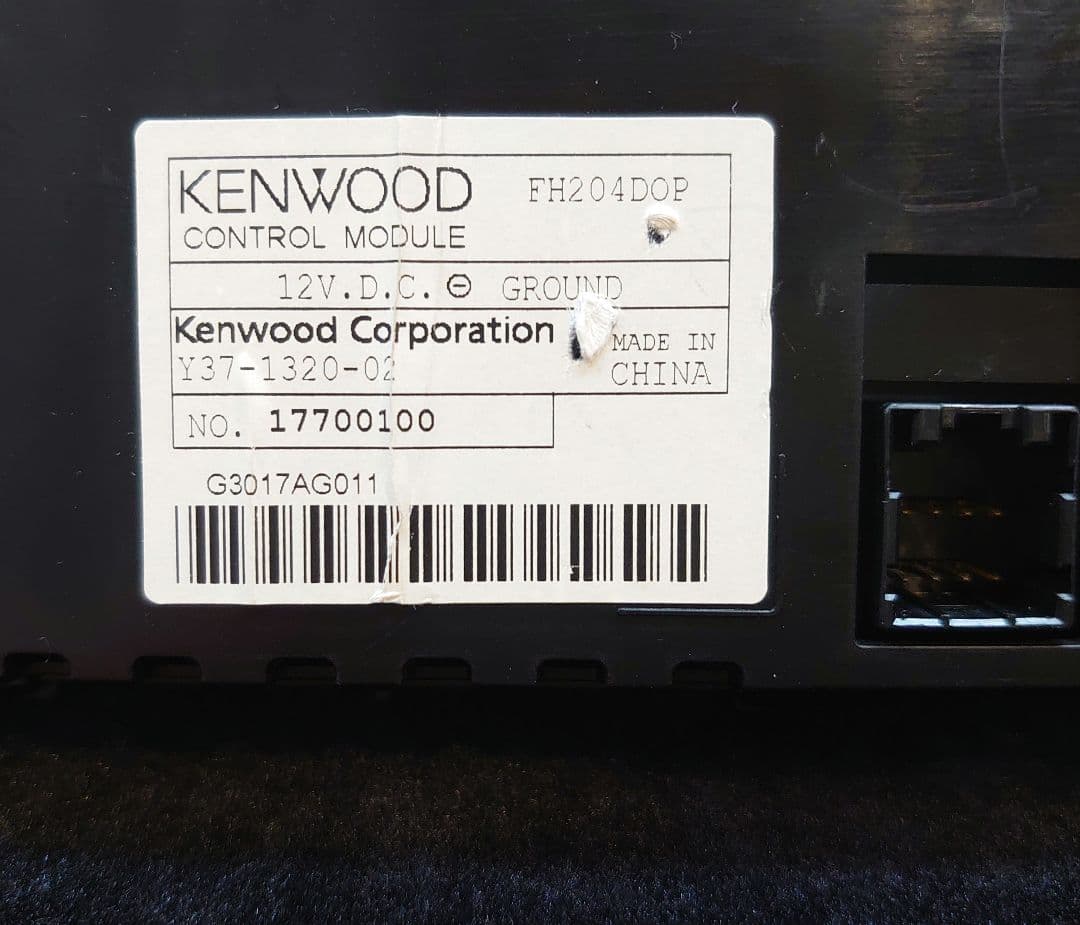 KENWOOD FH204DOP
CONTROL MODULE
12V.D.C. ⊖ GROUND
Kenwood Corporation
Y37-1320-02
MADE IN
CHINA
NO. 17700100
G3017AG011